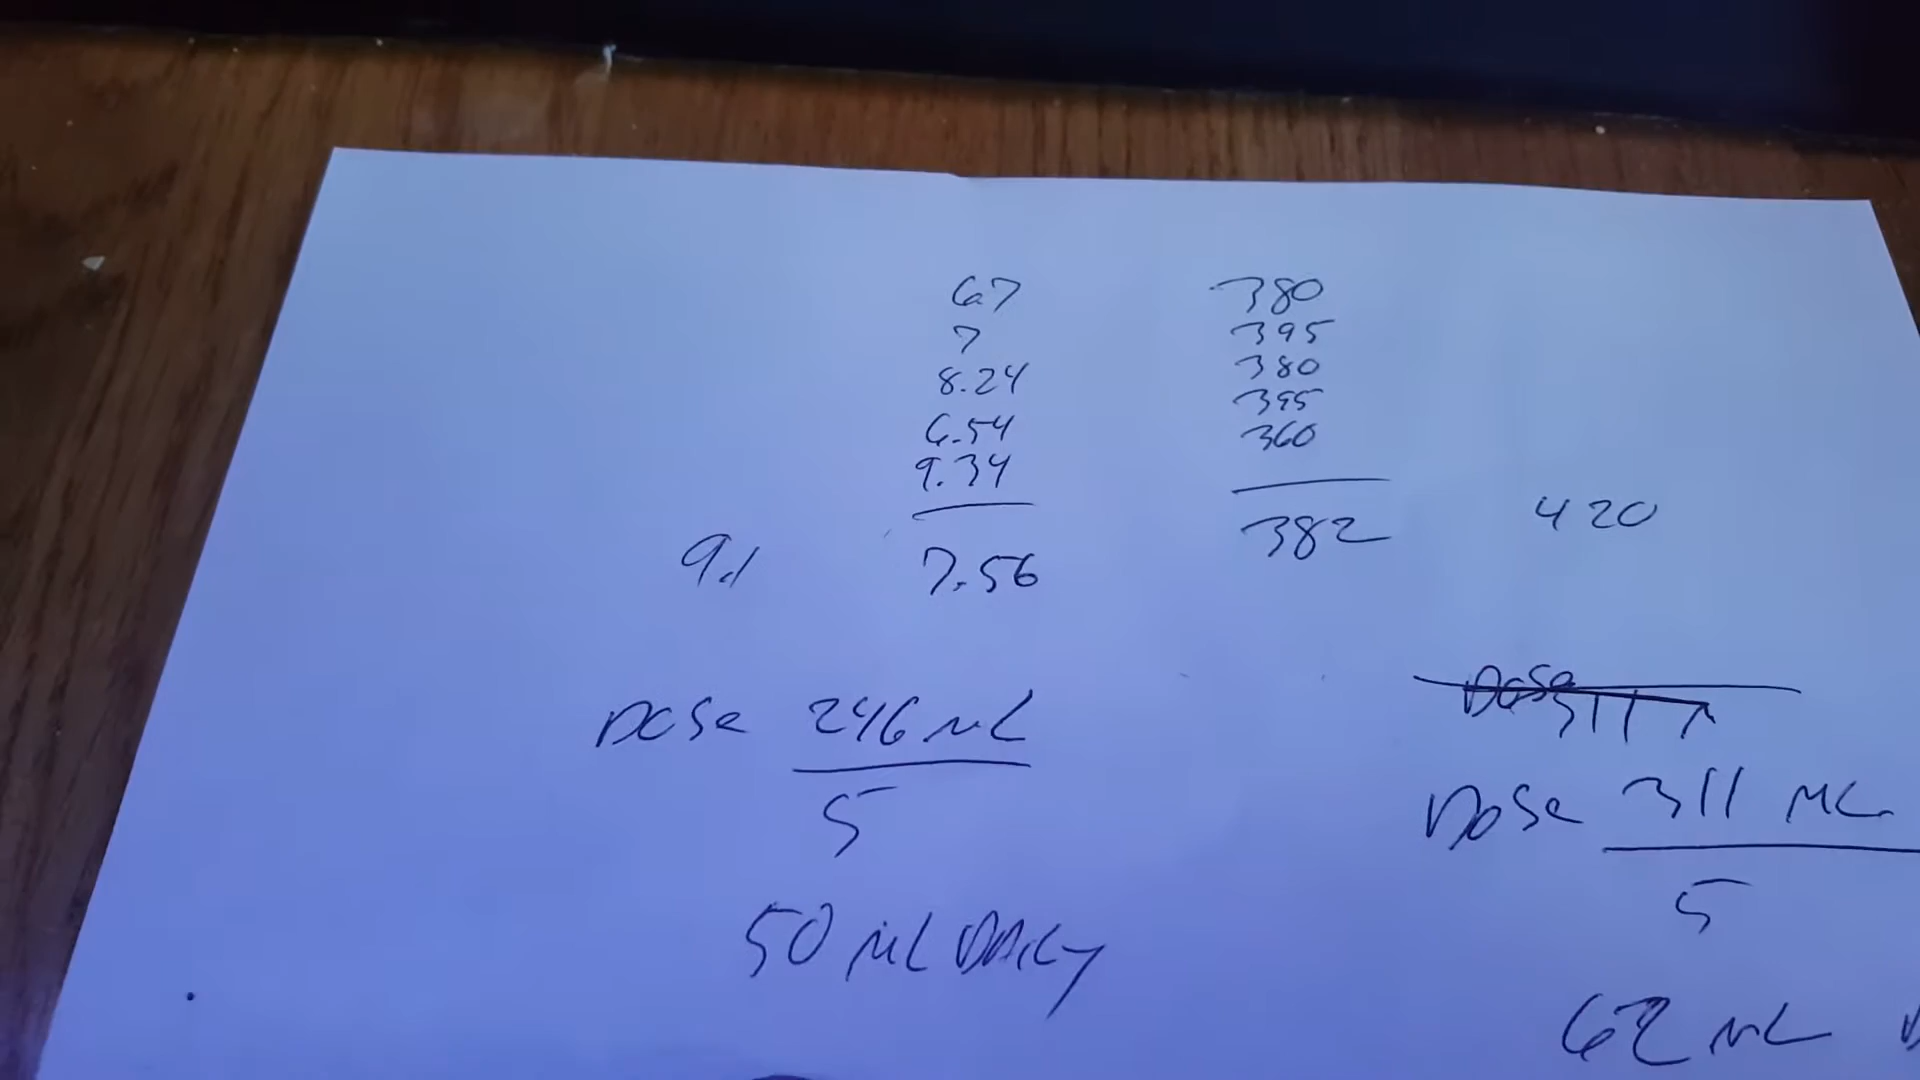 6.7
7
8.24
6.54
9.34
9.1 7.56
380
395
380
395
360
382 420
Dose 246 ML
5
50 ML DAILY
Dose 311
Dose 311 ML
5
62 ML D